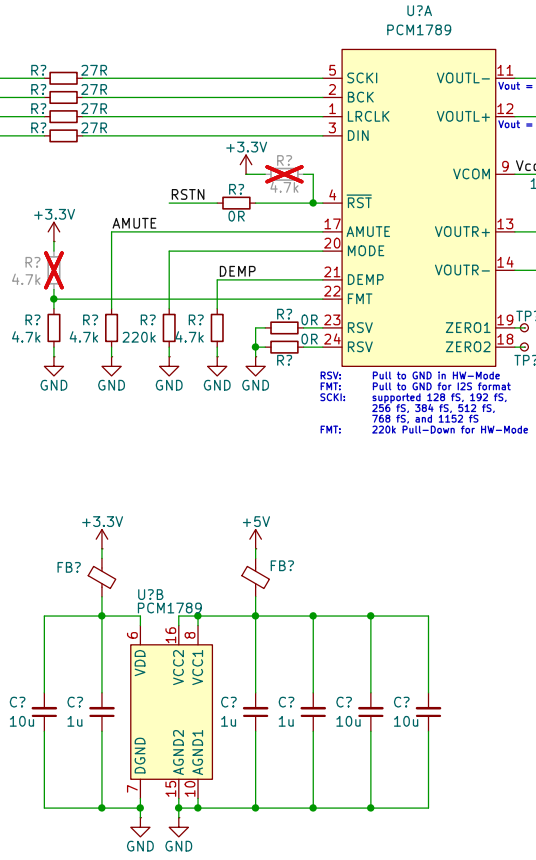 U?A
PCM1789
R? 27R
R? 27R
R? 27R
R? 27R
5 SCKI
2 BCK
1 LRCLK
3 DIN
VOUTL- 11
Vout =
VOUTL+ 12
Vout =
VCOM 9 Vcc
1
+3.3V
R?
4.7k
RSTN
R?
0R
4 RST
+3.3V
AMUTE
17 AMUTE
VOUTR+ 13
20 MODE
R?
4.7k
DEMP
VOUTR- 14
21 DEMP
22 FMT
R? 4.7k
R? 4.7k
R? 220k
R? 4.7k
R? 0R
23 RSV
ZERO1 19 TP?
R? 0R
24 RSV
ZERO2 18
TP?
GND
GND
GND
GND
GND
RSV: Pull to GND in HW-Mode
FMT: Pull to GND for I2S format
SCKI: supported 128 fS, 192 fS,
256 fS, 384 fS, 512 fS,
768 fS, and 1152 fS
FMT: 220k Pull-Down for HW-Mode
+3.3V
+5V
FB?
FB?
U?B
PCM1789
6 VDD
16 VCC2
8 VCC1
C? 10u
C? 1u
C? 1u
C? 1u
C? 10u
C? 10u
7 DGND
15 AGND2
10 AGND1
GND
GND